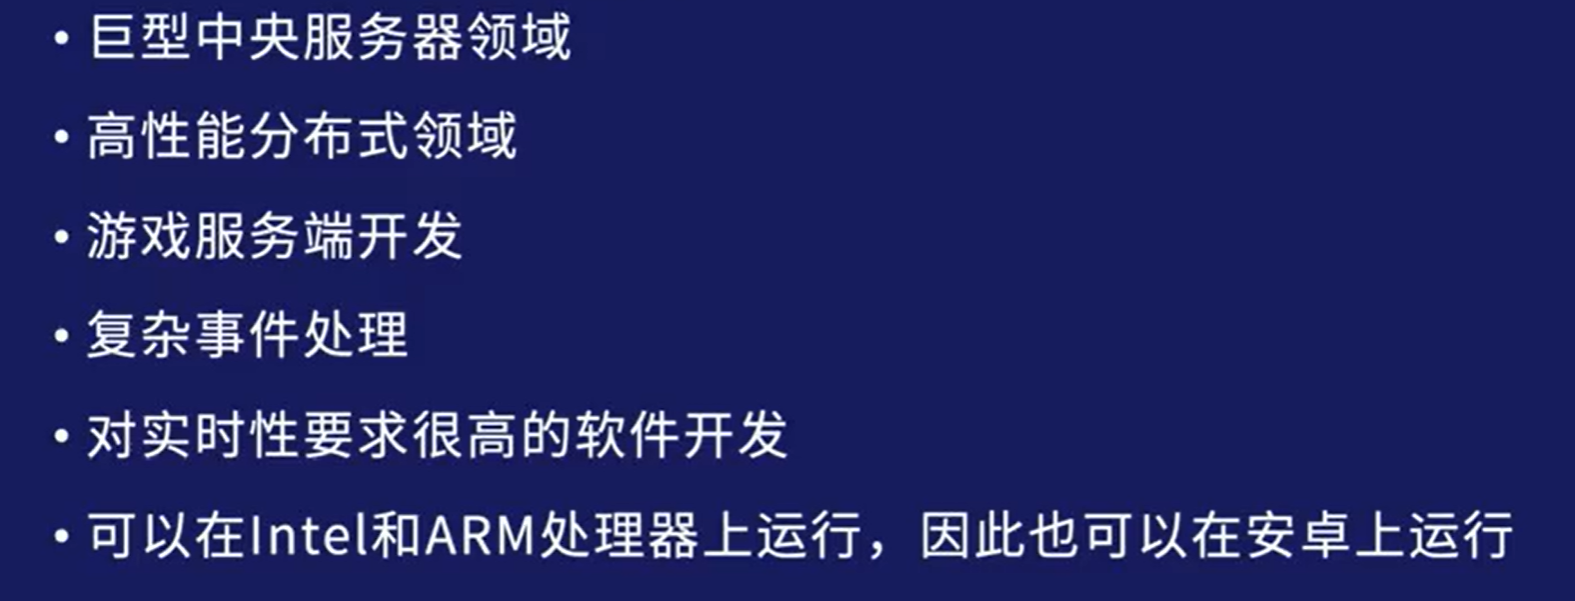 • 巨型中央服务器领域
• 高性能分布式领域
• 游戏服务端开发
• 复杂事件处理
• 对实时性要求很高的软件开发
• 可以在Intel和ARM处理器上运行，因此也可以在安卓上运行